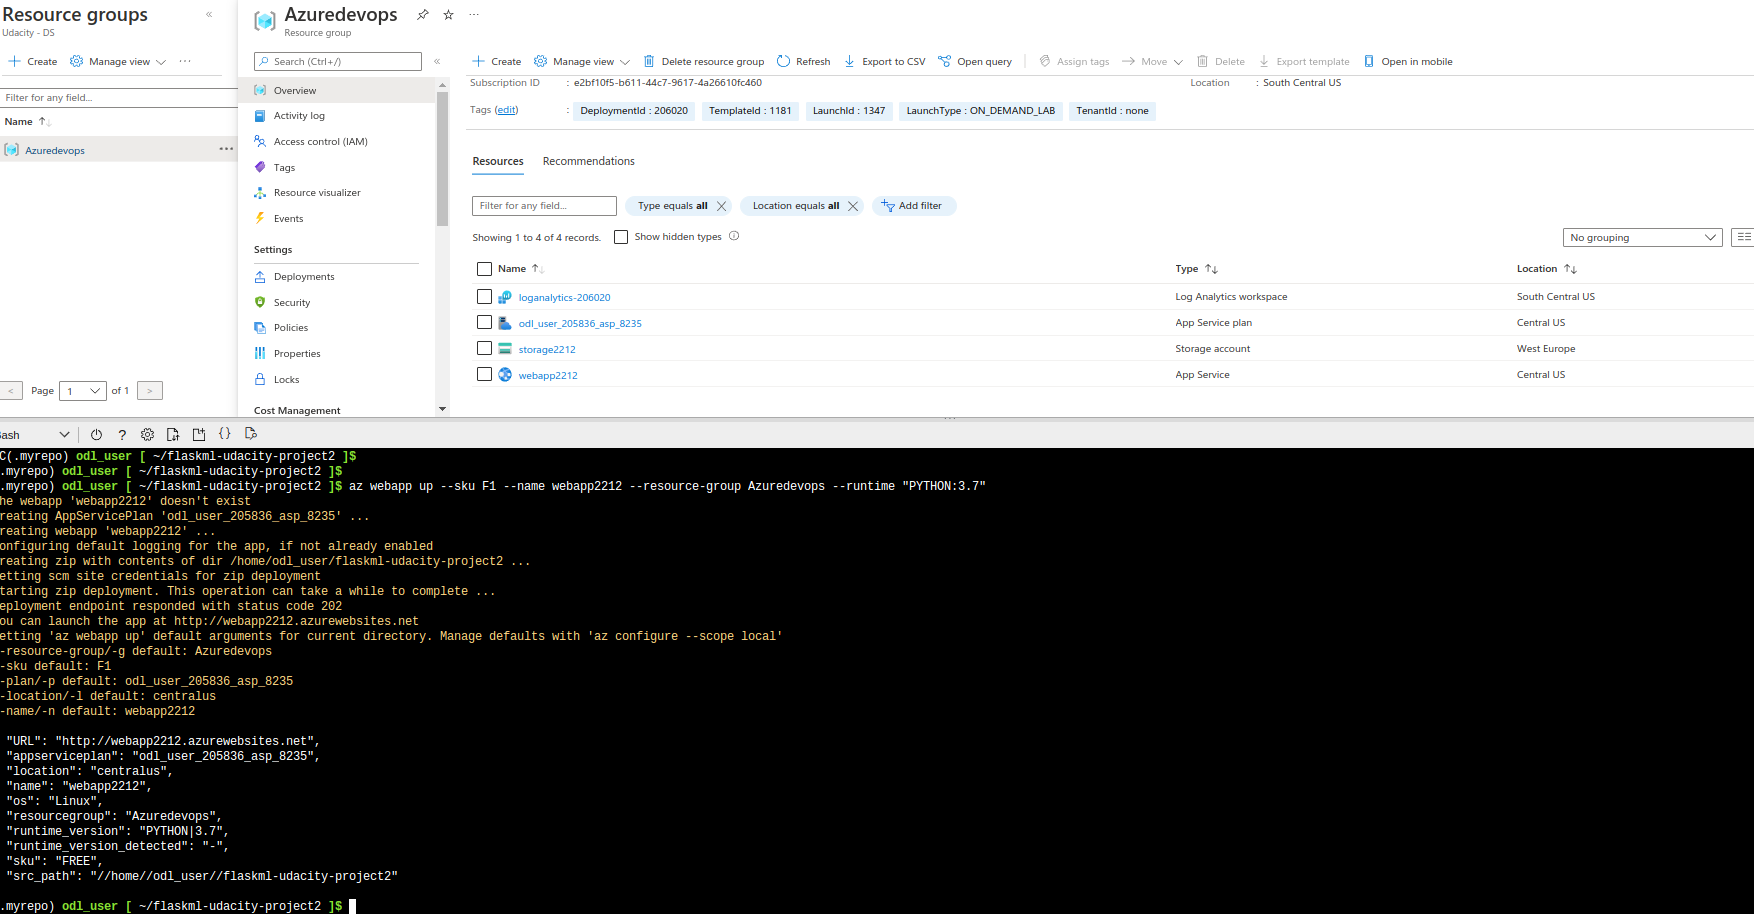 Resource groups
Udacity - DS
Create Manage view
Filter for any field...
Name
Azuredevops
Page 1 of 1
Azuredevops
Resource group
Search (Ctrl+/)
Overview
Activity log
Access control (IAM)
Tags
Resource visualizer
Events
Settings
Deployments
Security
Policies
Properties
Locks
Cost Management
Create Manage view Delete resource group Refresh Export to CSV Open query Assign tags Move Delete Export template Open in mobile
Subscription ID : e2bf10f5-b611-44c7-9617-4a26610fc460 Location : South Central US
Tags (edit) : DeploymentId : 206020 TemplateId : 1181 LaunchId : 1347 LaunchType : ON_DEMAND_LAB TenantId : none
Resources Recommendations
Filter for any field... Type equals all Location equals all Add filter
Showing 1 to 4 of 4 records. Show hidden types No grouping
Name Type Location
loganalytics-206020 Log Analytics workspace South Central US
odl_user_205836_asp_8235 App Service plan Central US
storage2212 Storage account West Europe
webapp2212 App Service Central US
ash
C(.myrepo) odl_user [ ~/flaskml-udacity-project2 ]$
.myrepo) odl_user [ ~/flaskml-udacity-project2 ]$
.myrepo) odl_user [ ~/flaskml-udacity-project2 ]$ az webapp up --sku F1 --name webapp2212 --resource-group Azuredevops --runtime "PYTHON:3.7"
he webapp 'webapp2212' doesn't exist
reating AppServicePlan 'odl_user_205836_asp_8235' ...
reating webapp 'webapp2212' ...
onfiguring default logging for the app, if not already enabled
reating zip with contents of dir /home/odl_user/flaskml-udacity-project2 ...
etting scm site credentials for zip deployment
tarting zip deployment. This operation can take a while to complete ...
eployment endpoint responded with status code 202
ou can launch the app at http://webapp2212.azurewebsites.net
etting 'az webapp up' default arguments for current directory. Manage defaults with 'az configure --scope local'
-resource-group/-g default: Azuredevops
-sku default: F1
-plan/-p default: odl_user_205836_asp_8235
-location/-l default: centralus
-name/-n default: webapp2212
"URL": "http://webapp2212.azurewebsites.net",
"appserviceplan": "odl_user_205836_asp_8235",
"location": "centralus",
"name": "webapp2212",
"os": "Linux",
"resourcegroup": "Azuredevops",
"runtime_version": "PYTHON|3.7",
"runtime_version_detected": "-",
"sku": "FREE",
"src_path": "//home//odl_user//flaskml-udacity-project2"
.myrepo) odl_user [ ~/flaskml-udacity-project2 ]$